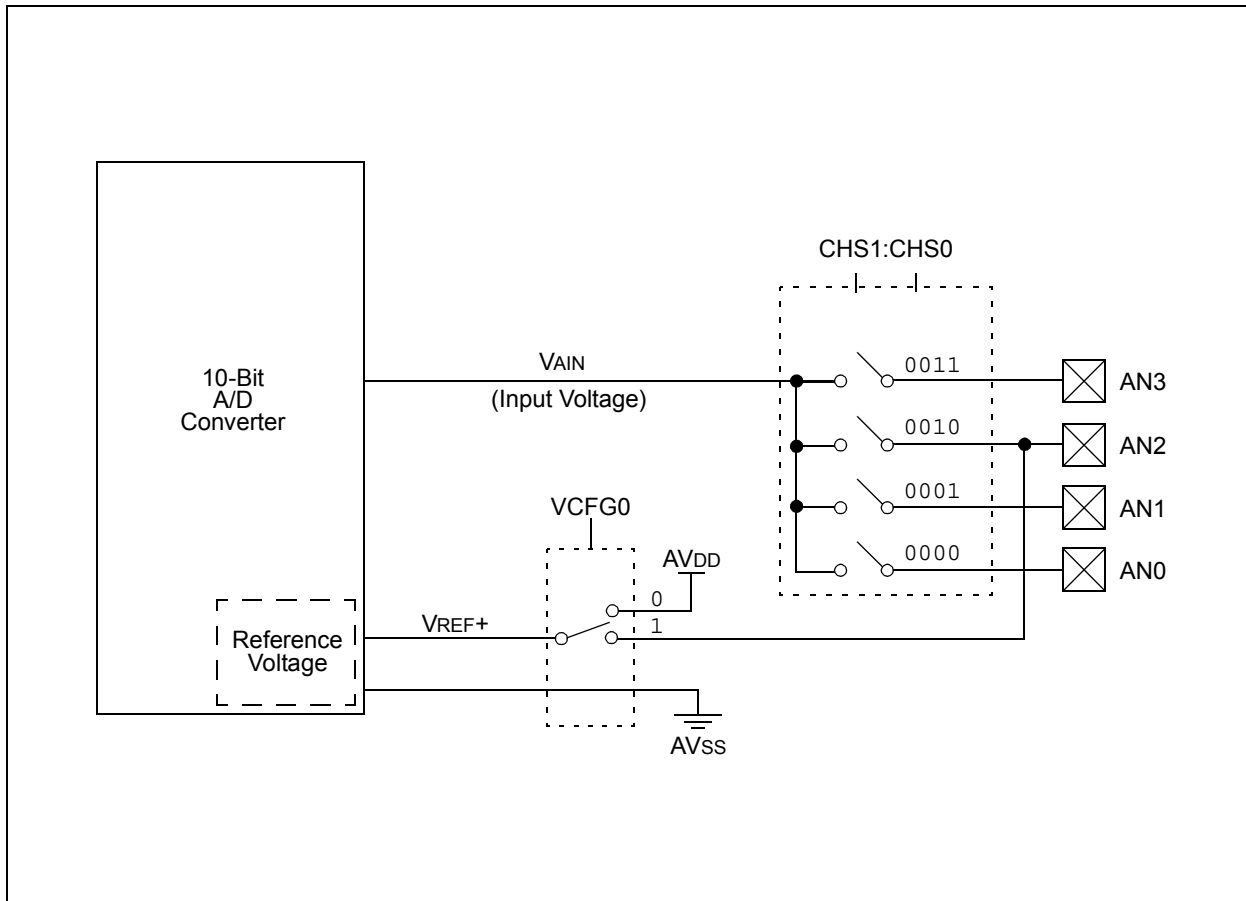 CHS1:CHS0
VAIN
(Input Voltage)
10-Bit
A/D
Converter
0011
AN3
0010
AN2
0001
AN1
0000
AN0
VCFG0
AVDD
0
1
VREF+
Reference
Voltage
AVSS